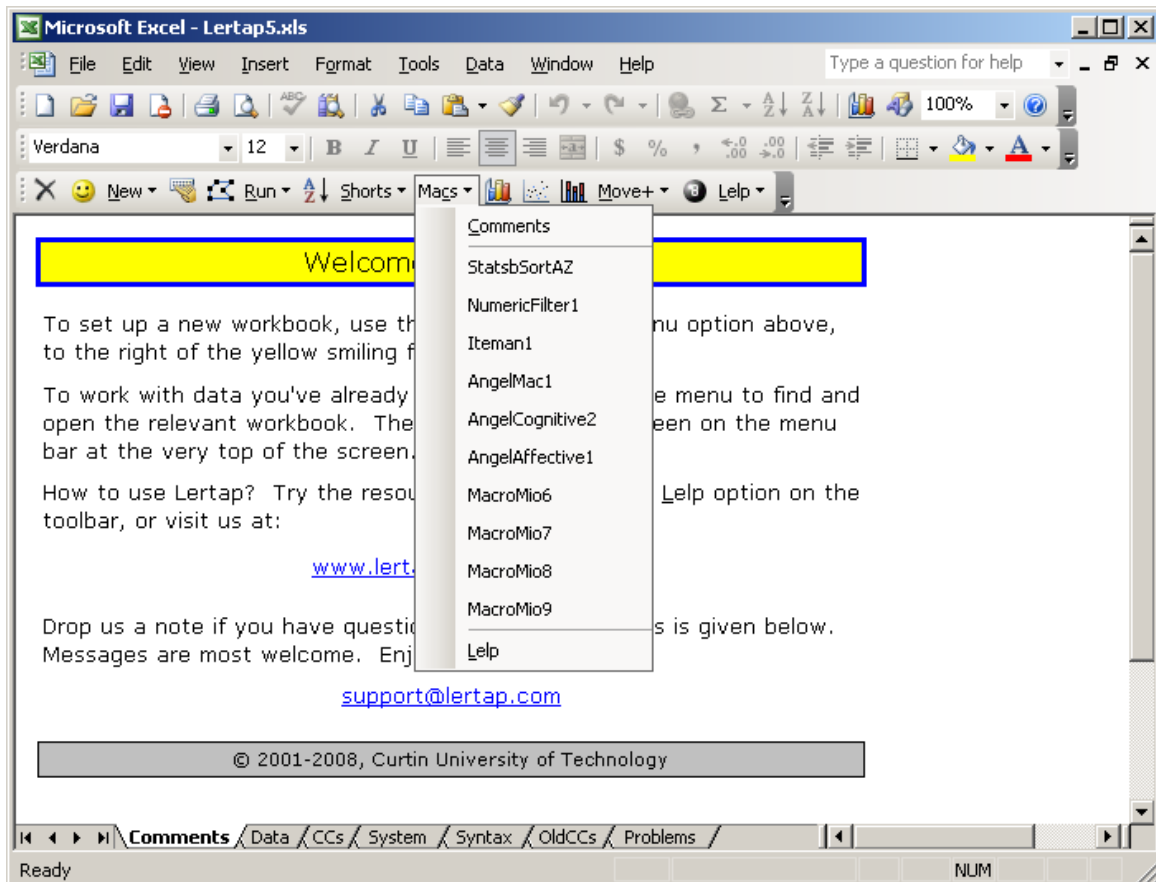 Microsoft Excel - Lertap5.xls
File Edit View Insert Format Tools Data Window Help Type a question for help
ABC Σ A Z Z A 100% ?
Verdana 12 B I U $ % , .0 .00 .00 .0 A
New Run A Z Shorts Macs Move+ 3 Lelp
Comments
StatsbSortAZ
NumericFilter1
Iteman1
AngelMac1
AngelCognitive2
AngelAffective1
MacroMio6
MacroMio7
MacroMio8
MacroMio9
Lelp
Welcom
To set up a new workbook, use th nu option above,
to the right of the yellow smiling f
To work with data you've already e menu to find and
open the relevant workbook. The een on the menu
bar at the very top of the screen.
How to use Lertap? Try the resou Lelp option on the
toolbar, or visit us at:
www.lert
Drop us a note if you have questio s is given below.
Messages are most welcome. Enj
support@lertap.com
© 2001-2008, Curtin University of Technology
Comments Data CCs System Syntax OldCCs Problems
Ready NUM